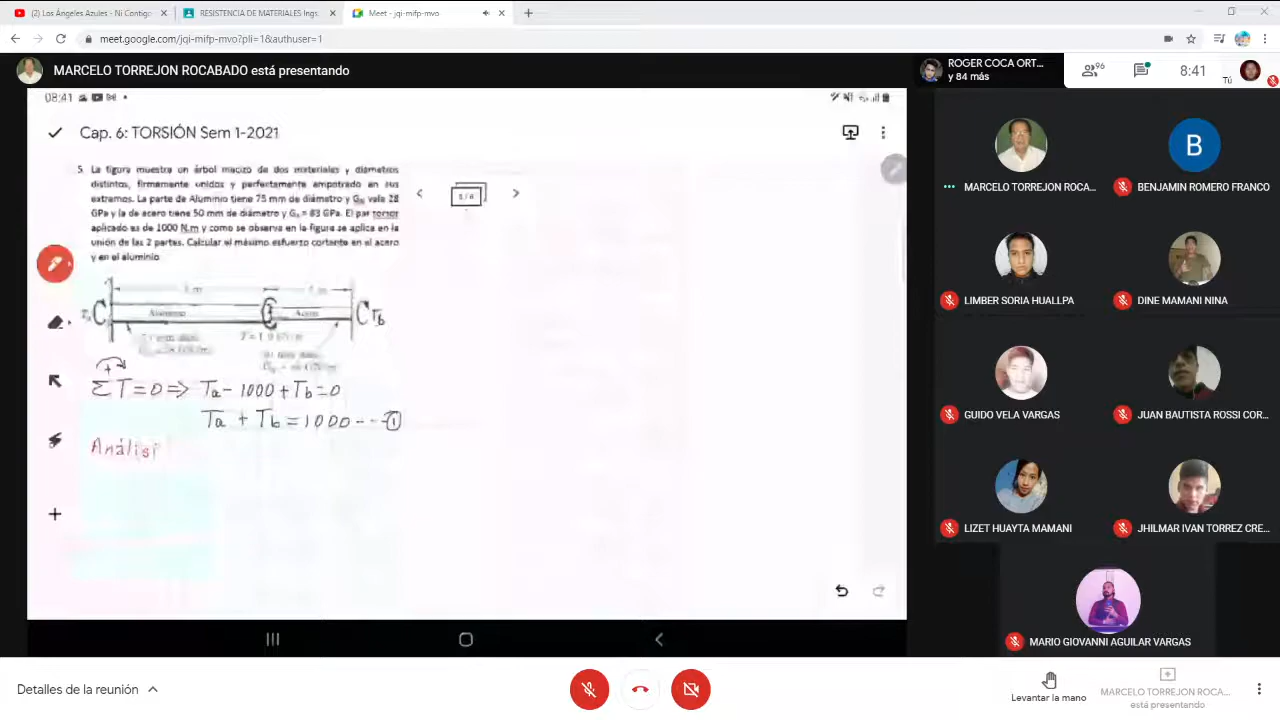 (2) Los Ángeles Azules - Ni Contigo
RESISTENCIA DE MATERIALES Ings.
Meet - jqi-mifp-mvo
meet.google.com/jqi-mifp-mvo?pli=1&authuser=1
MARCELO TORREJON ROCABADO está presentando
ROGER COCA ORT...
y 84 más
96
8:41
Tú
08:41
Cap. 6: TORSIÓN Sem 1-2021
5. La figura muestra un árbol macizo de dos materiales y diámetros
distintos, firmemente unidos y perfectamente empotrado en sus
extremos. La parte de Aluminio tiene 75 mm de diámetro y G vale 28
GPa y la de acero tiene 50 mm de diámetro y G = 83 GPa. El par torsor
aplicado es de 1000 N.m y como se observa en la figura se aplica en la
unión de las 2 partes. Calcular el máximo esfuerzo cortante en el acero
y en el aluminio
Aluminio
Acero
Tb
+
ΣT=0=> Ta-1000+Tb=0
Ta + Tb = 1000 --- ①
Análisi
B
MARCELO TORREJON ROCA...
BENJAMIN ROMERO FRANCO
LIMBER SORIA HUALLPA
DINE MAMANI NINA
GUIDO VELA VARGAS
JUAN BAUTISTA ROSSI COR...
LIZET HUAYTA MAMANI
JHILMAR IVAN TORREZ CRE...
MARIO GIOVANNI AGUILAR VARGAS
Detalles de la reunión
Levantar la mano
MARCELO TORREJON ROCA...
está presentando